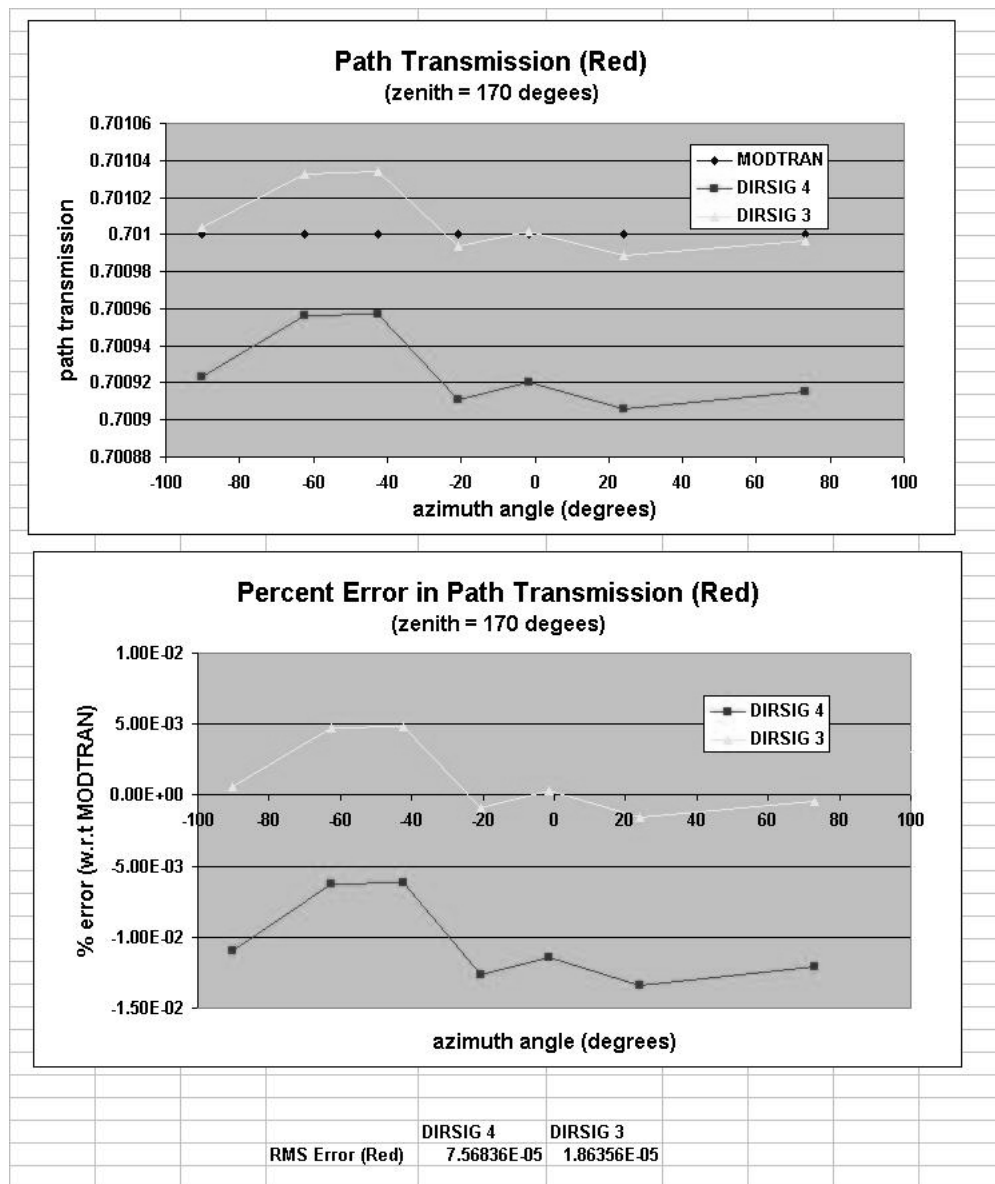 Path Transmission (Red)
(zenith = 170 degees)
path transmission
0.70106
0.70104
0.70102
0.701
0.70098
0.70096
0.70094
0.70092
0.7009
0.70088
MODTRAN
DIRSIG 4
DIRSIG 3
-100 -80 -60 -40 -20 0 20 40 60 80 100
azimuth angle (degrees)
Percent Error in Path Transmission (Red)
(zenith = 170 degees)
% error (w.r.t MODTRAN)
1.00E-02
5.00E-03
0.00E+00
-5.00E-03
-1.00E-02
-1.50E-02
DIRSIG 4
DIRSIG 3
-100 -80 -60 -40 -20 0 20 40 60 80 100
azimuth angle (degrees)
DIRSIG 4 DIRSIG 3
RMS Error (Red) 7.56836E-05 1.86356E-05